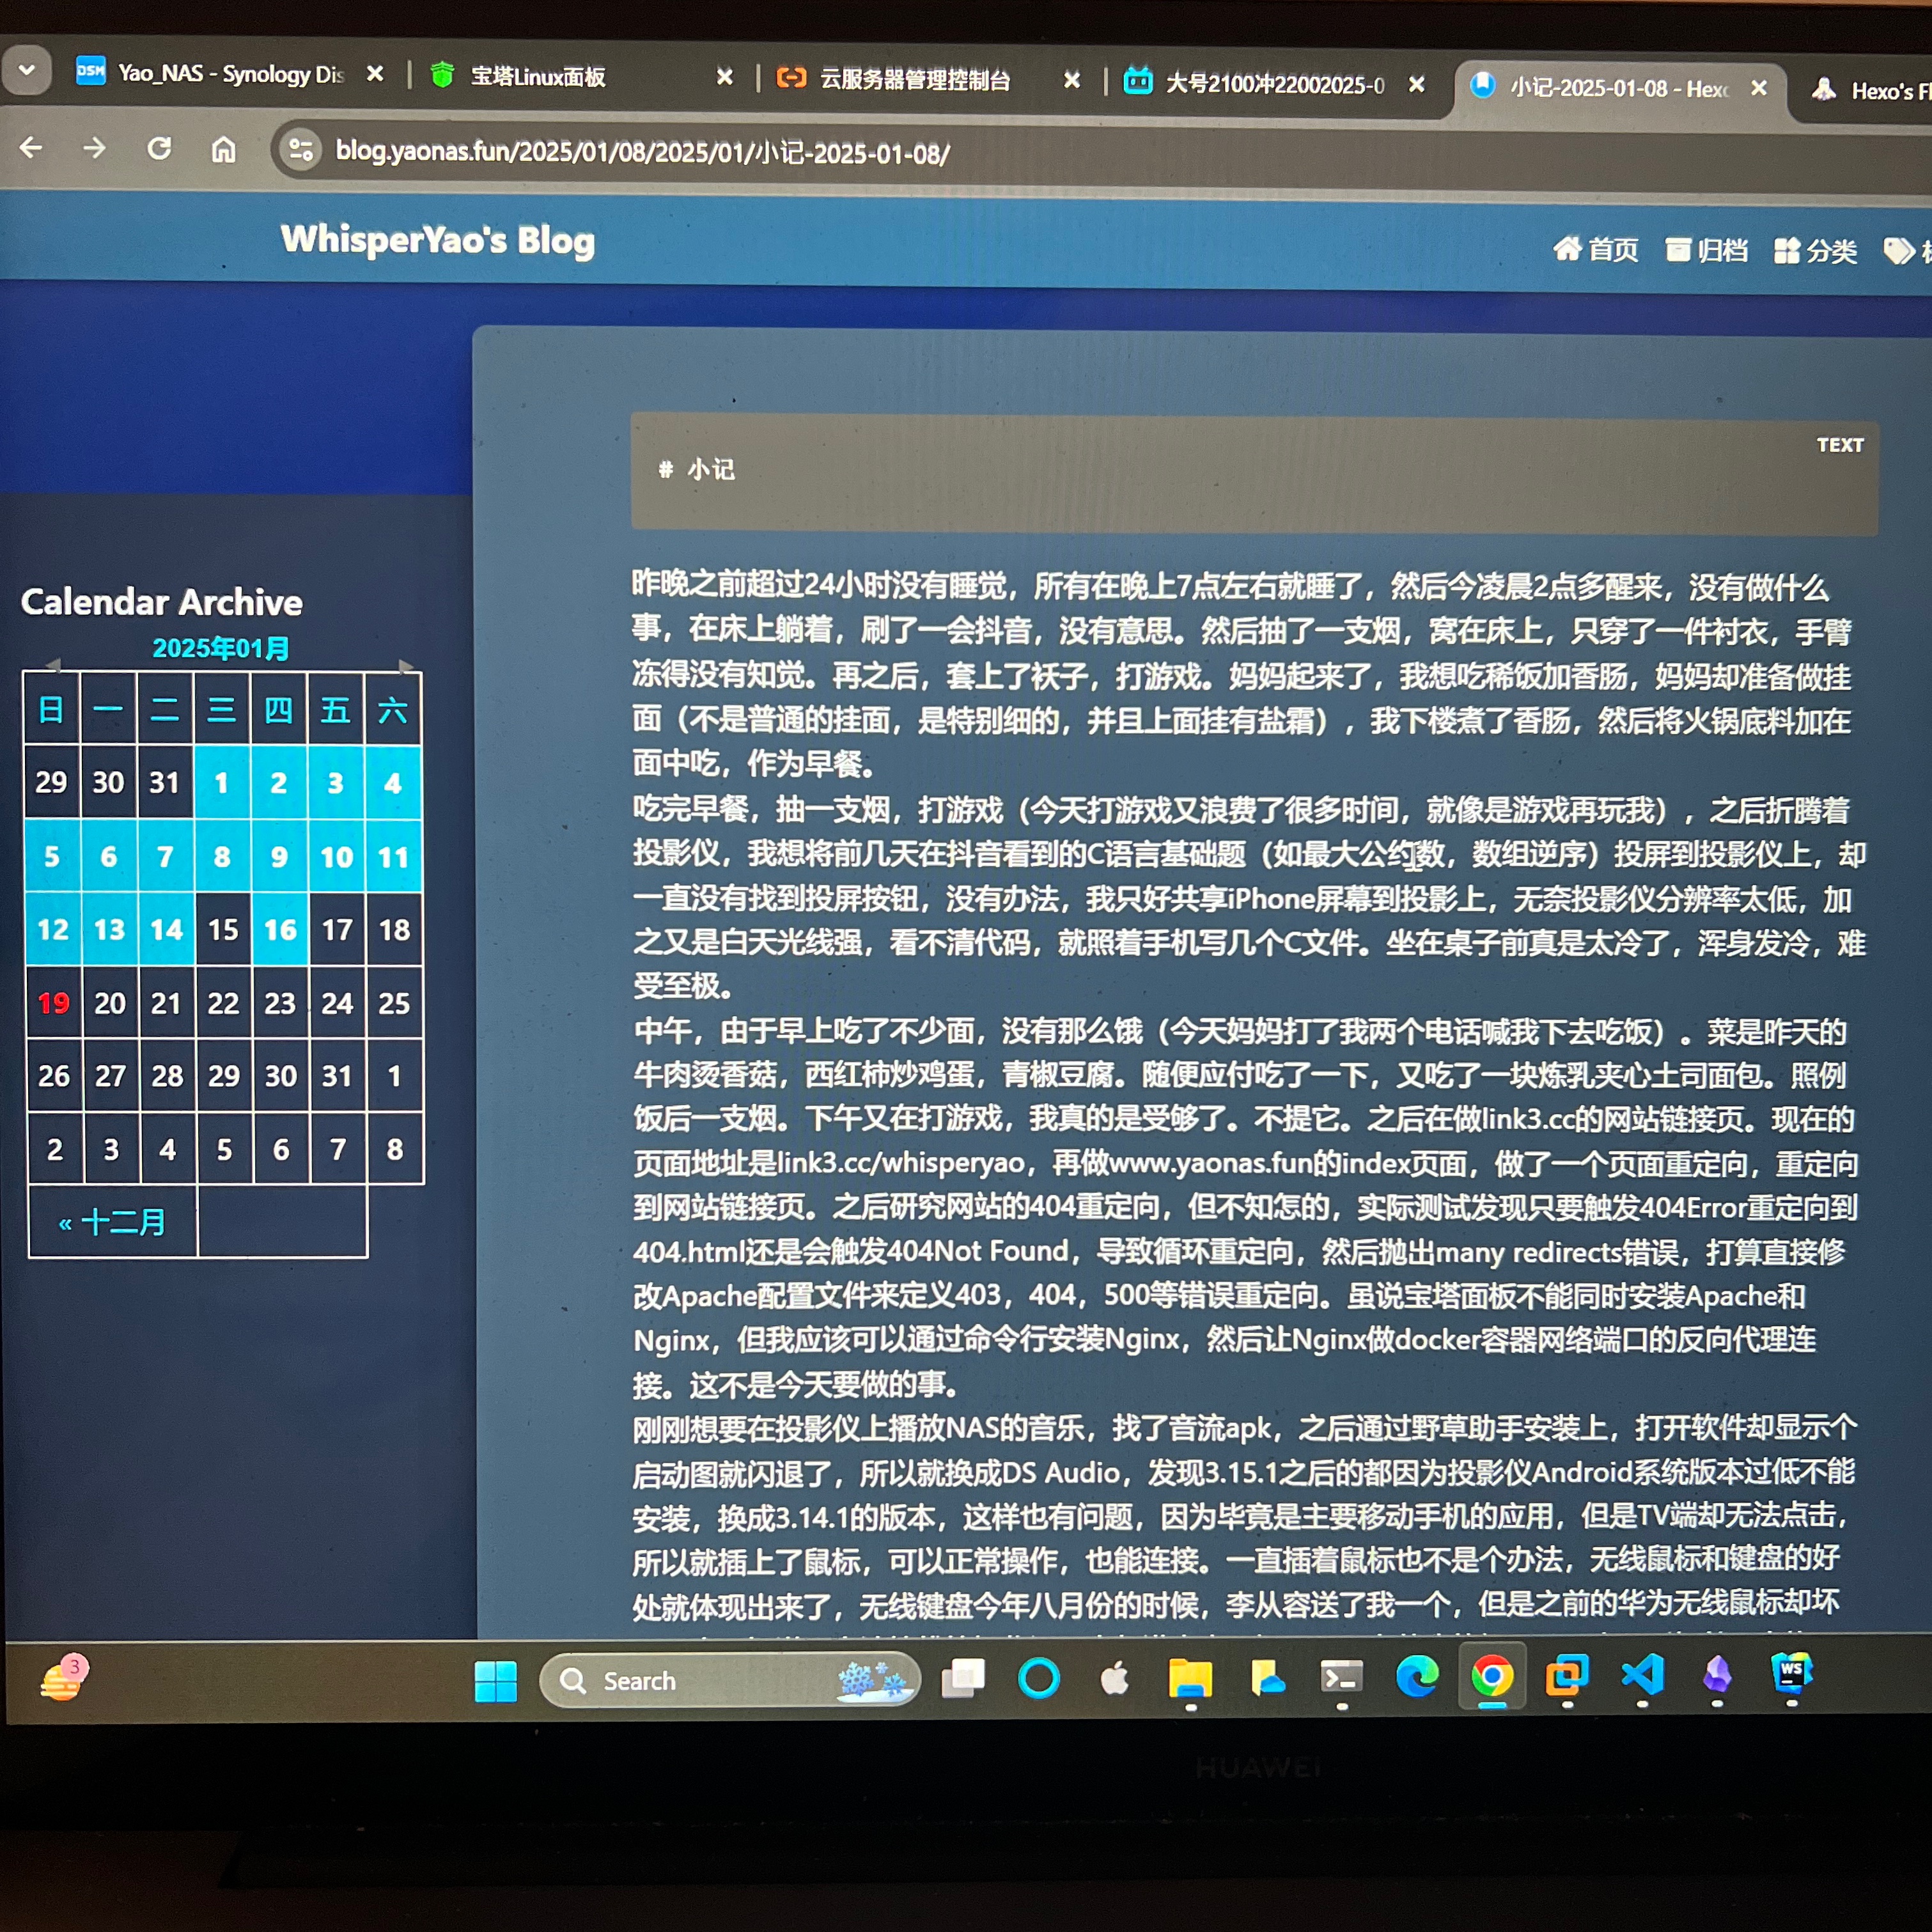 DSM Yao_NAS - Synology Dis
宝塔Linux面板
云服务器管理控制台
大号2100冲22002025-0
小记-2025-01-08 - Hexo
Hexo's Fl
blog.yaonas.fun/2025/01/08/2025/01/小记-2025-01-08/
WhisperYao's Blog
首页 归档 分类
TEXT
# 小记
Calendar Archive
2025年01月
日 一 二 三 四 五 六
29 30 31 1 2 3 4
5 6 7 8 9 10 11
12 13 14 15 16 17 18
19 20 21 22 23 24 25
26 27 28 29 30 31 1
2 3 4 5 6 7 8
« 十二月
昨晚之前超过24小时没有睡觉，所有在晚上7点左右就睡了，然后今凌晨2点多醒来，没有做什么
事，在床上躺着，刷了一会抖音，没有意思。然后抽了一支烟，窝在床上，只穿了一件衬衣，手臂
冻得没有知觉。再之后，套上了袄子，打游戏。妈妈起来了，我想吃稀饭加香肠，妈妈却准备做挂
面（不是普通的挂面，是特别细的，并且上面挂有盐霜），我下楼煮了香肠，然后将火锅底料加在
面中吃，作为早餐。
吃完早餐，抽一支烟，打游戏（今天打游戏又浪费了很多时间，就像是游戏再玩我），之后折腾着
投影仪，我想将前几天在抖音看到的C语言基础题（如最大公约数，数组逆序）投屏到投影仪上，却
一直没有找到投屏按钮，没有办法，我只好共享iPhone屏幕到投影上，无奈投影仪分辨率太低，加
之又是白天光线强，看不清代码，就照着手机写几个C文件。坐在桌子前真是太冷了，浑身发冷，难
受至极。
中午，由于早上吃了不少面，没有那么饿（今天妈妈打了我两个电话喊我下去吃饭）。菜是昨天的
牛肉烫香菇，西红柿炒鸡蛋，青椒豆腐。随便应付吃了一下，又吃了一块炼乳夹心土司面包。照例
饭后一支烟。下午又在打游戏，我真的是受够了。不提它。之后在做link3.cc的网站链接页。现在的
页面地址是link3.cc/whisperyao，再做www.yaonas.fun的index页面，做了一个页面重定向，重定向
到网站链接页。之后研究网站的404重定向，但不知怎的，实际测试发现只要触发404Error重定向到
404.html还是会触发404Not Found，导致循环重定向，然后抛出many redirects错误，打算直接修
改Apache配置文件来定义403，404，500等错误重定向。虽说宝塔面板不能同时安装Apache和
Nginx，但我应该可以通过命令行安装Nginx，然后让Nginx做docker容器网络端口的反向代理连
接。这不是今天要做的事。
刚刚想要在投影仪上播放NAS的音乐，找了音流apk，之后通过野草助手安装上，打开软件却显示个
启动图就闪退了，所以就换成DS Audio，发现3.15.1之后的都因为投影仪Android系统版本过低不能
安装，换成3.14.1的版本，这样也有问题，因为毕竟是主要移动手机的应用，但是TV端却无法点击，
所以就插上了鼠标，可以正常操作，也能连接。一直插着鼠标也不是个办法，无线鼠标和键盘的好
处就体现出来了，无线键盘今年八月份的时候，李从容送了我一个，但是之前的华为无线鼠标却坏
3
Search
WS
HUAWEI